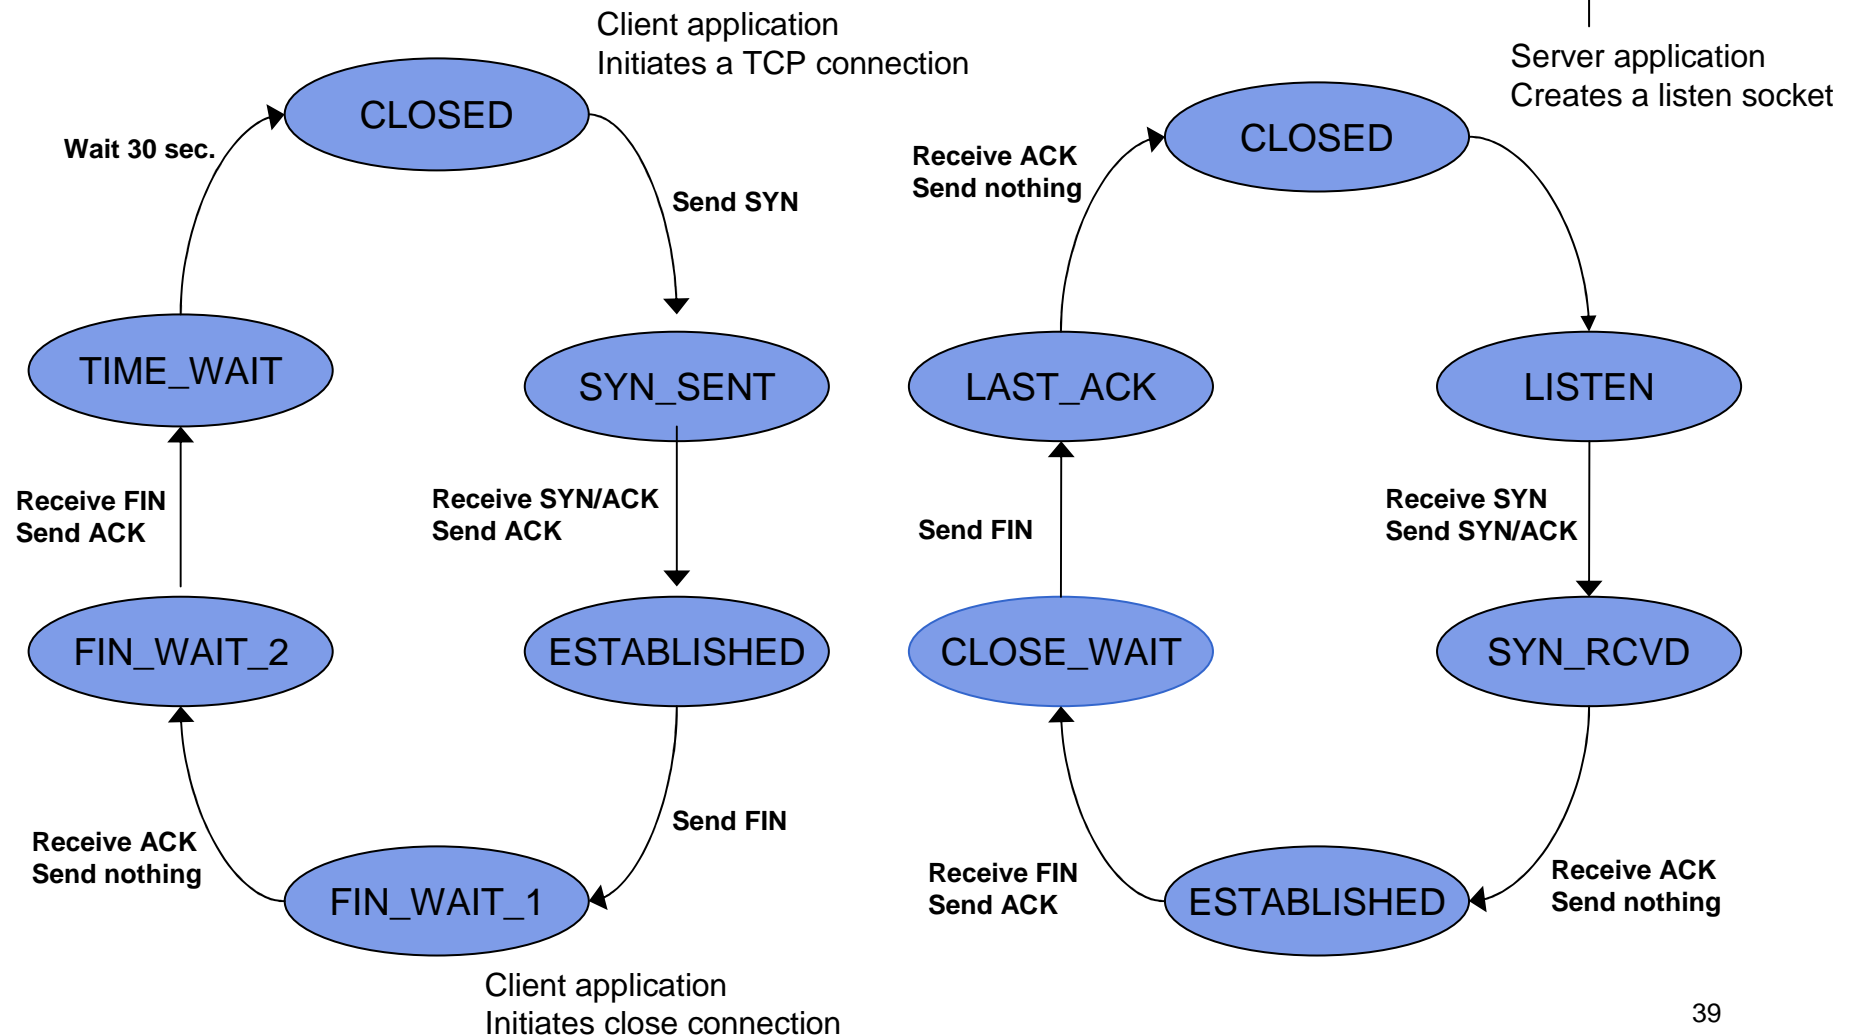 Client application
Initiates a TCP connection
CLOSED
Wait 30 sec.
Send SYN
TIME_WAIT
SYN_SENT
Receive FIN
Send ACK
Receive SYN/ACK
Send ACK
FIN_WAIT_2
ESTABLISHED
Receive ACK
Send nothing
Send FIN
FIN_WAIT_1
Client application
Initiates close connection
Server application
Creates a listen socket
CLOSED
Receive ACK
Send nothing
LAST_ACK
LISTEN
Send FIN
Receive SYN
Send SYN/ACK
CLOSE_WAIT
SYN_RCVD
Receive FIN
Send ACK
ESTABLISHED
Receive ACK
Send nothing
39